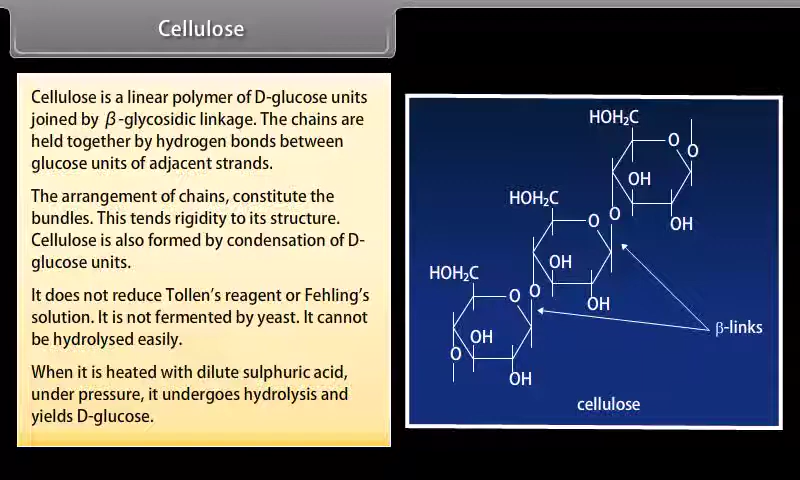 Cellulose
Cellulose is a linear polymer of D-glucose units
joined by β-glycosidic linkage. The chains are
held together by hydrogen bonds between
glucose units of adjacent strands.
The arrangement of chains, constitute the
bundles. This tends rigidity to its structure.
Cellulose is also formed by condensation of D-
glucose units.
It does not reduce Tollen's reagent or Fehling's
solution. It is not fermented by yeast. It cannot
be hydrolysed easily.
When it is heated with dilute sulphuric acid,
under pressure, it undergoes hydrolysis and
yields D-glucose.
HOH₂C
O
O
OH
O
OH
HOH₂C
O
OH
O
OH
HOH₂C
O
OH
O
OH
β-links
cellulose